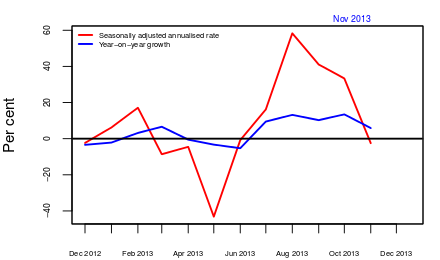 Nov 2013
Seasonally adjusted annualised rate
Year−on−year growth
Per cent
60
40
20
0
−20
−40
Dec 2012
Feb 2013
Apr 2013
Jun 2013
Aug 2013
Oct 2013
Dec 2013